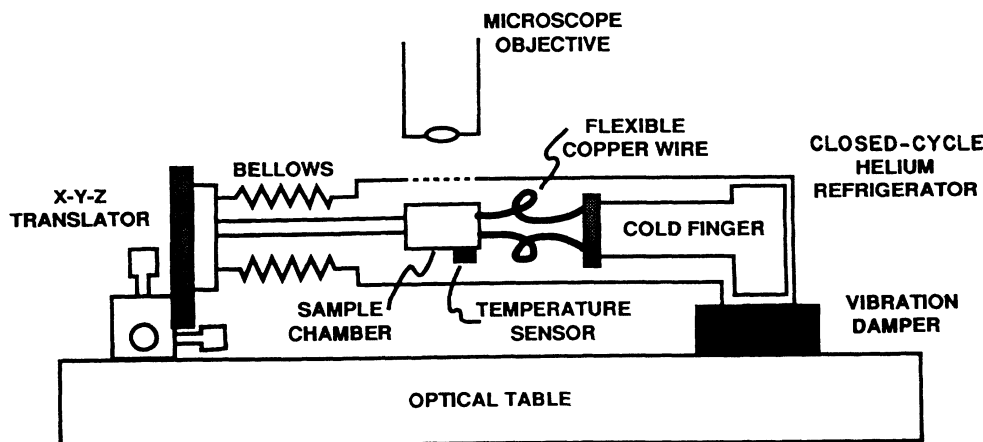 MICROSCOPE
OBJECTIVE
FLEXIBLE
COPPER WIRE
CLOSED-CYCLE
HELIUM
REFRIGERATOR
BELLOWS
X-Y-Z
TRANSLATOR
COLD FINGER
SAMPLE
CHAMBER
TEMPERATURE
SENSOR
VIBRATION
DAMPER
OPTICAL TABLE